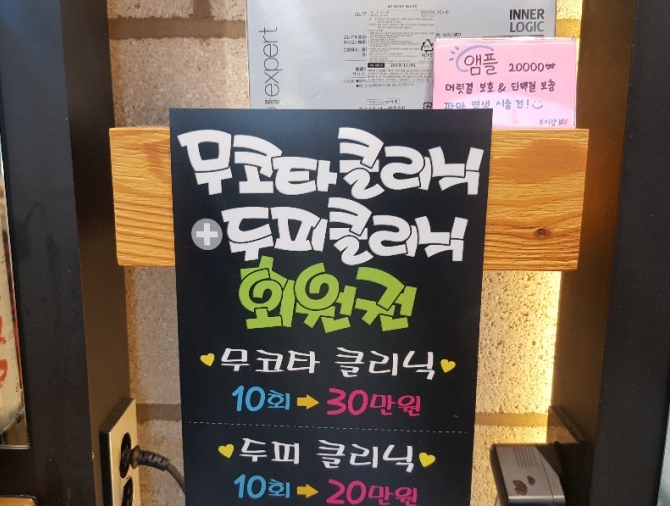 expert
INNER
LOGIC
앰플 20000₩
머릿결 보호 & 단백질 보충
무코타클리닉
+두피클리닉
회원권
무코타 클리닉
10회 → 30만원
두피 클리닉
10회 → 20만원